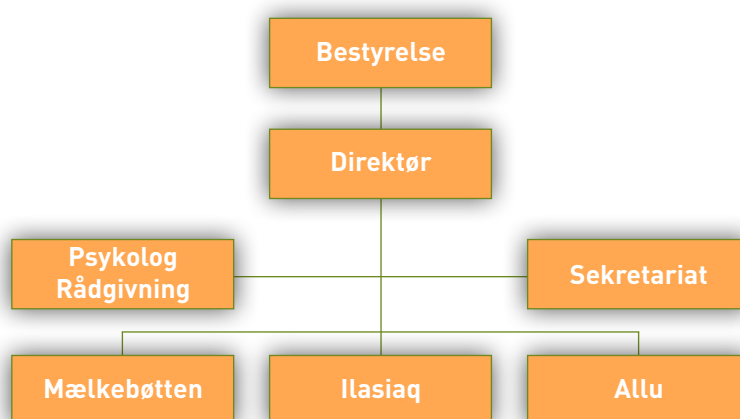 Bestyrelse
Direktør
Psykolog
Rådgivning
Sekretariat
Mælkebøtten
Ilasiaq
Allu